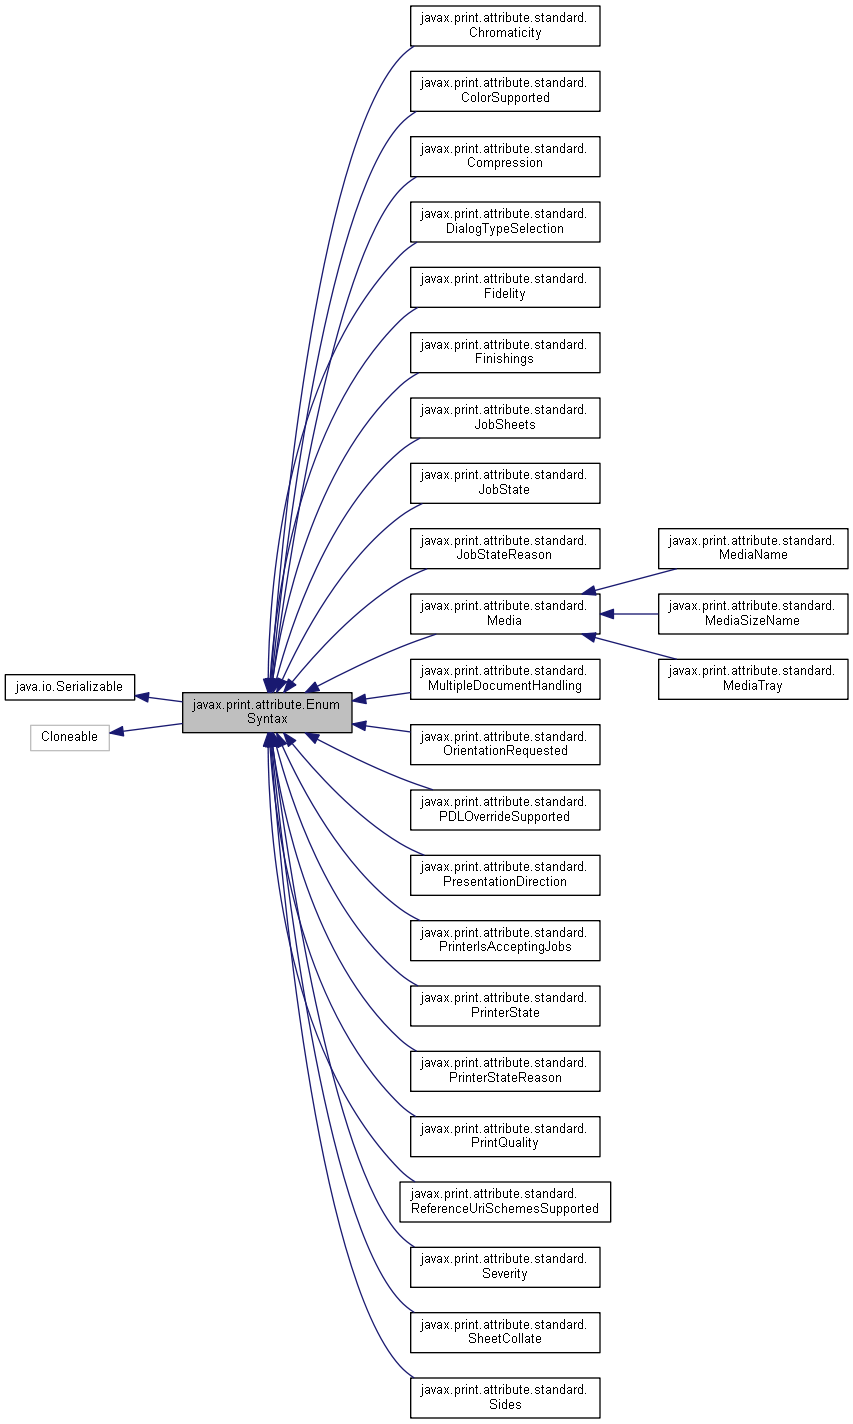 javax.print.attribute.standard.
Chromaticity
javax.print.attribute.standard.
ColorSupported
javax.print.attribute.standard.
Compression
javax.print.attribute.standard.
DialogTypeSelection
javax.print.attribute.standard.
Fidelity
javax.print.attribute.standard.
Finishings
javax.print.attribute.standard.
JobSheets
javax.print.attribute.standard.
JobState
javax.print.attribute.standard.
JobStateReason
javax.print.attribute.standard.
MediaName
javax.print.attribute.standard.
Media
javax.print.attribute.standard.
MediaSizeName
javax.print.attribute.standard.
MultipleDocumentHandling
javax.print.attribute.standard.
MediaTray
java.io.Serializable
javax.print.attribute.Enum
Syntax
Cloneable
javax.print.attribute.standard.
OrientationRequested
javax.print.attribute.standard.
PDLOverrideSupported
javax.print.attribute.standard.
PresentationDirection
javax.print.attribute.standard.
PrinterIsAcceptingJobs
javax.print.attribute.standard.
PrinterState
javax.print.attribute.standard.
PrinterStateReason
javax.print.attribute.standard.
PrintQuality
javax.print.attribute.standard.
ReferenceUriSchemesSupported
javax.print.attribute.standard.
Severity
javax.print.attribute.standard.
SheetCollate
javax.print.attribute.standard.
Sides